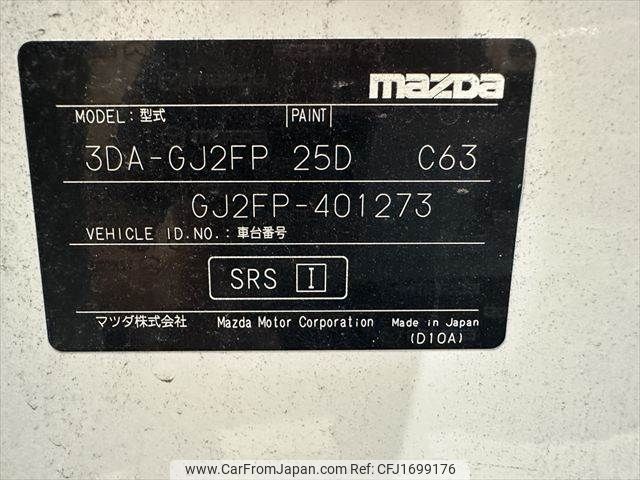 mazda
MODEL: 型式 PAINT
3DA-GJ2FP 25D C63
GJ2FP-401273
VEHICLE ID.NO.: 車台番号
SRS I
マツダ株式会社 Mazda Motor Corporation Made in Japan
(D10A)
www.CarFromJapan.com - CFJ1699176